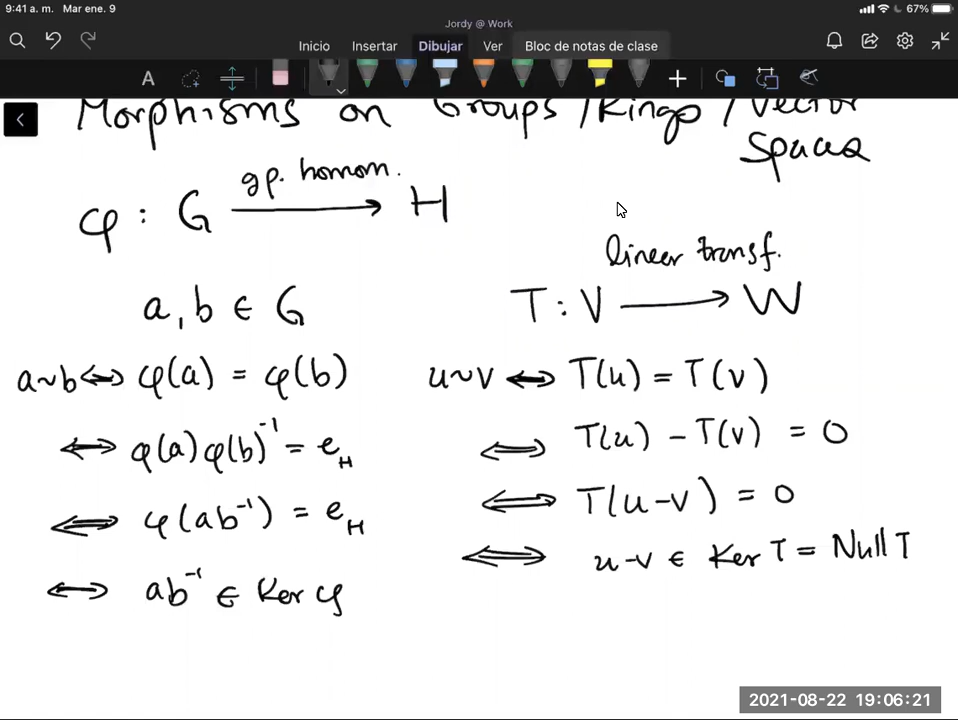 9:41 a. m. Mar ene. 9
67%
Jordy @ Work
Inicio Insertar Dibujar Ver Bloc de notas de clase
A
Morphisms on Groups / Rings / Vector Spaces
gp. homom.
φ : G ⟶ H
linear transf.
T : V ⟶ W
a, b ∈ G
a~b ⟺ φ(a) = φ(b)
⟺ φ(a)φ(b)⁻¹ = e_H
⟺ φ(ab⁻¹) = e_H
⟺ ab⁻¹ ∈ Ker φ
u~v ⟺ T(u) = T(v)
⟺ T(u) - T(v) = 0
⟺ T(u-v) = 0
⟺ u-v ∈ Ker T = Null T
2021-08-22 19:06:21